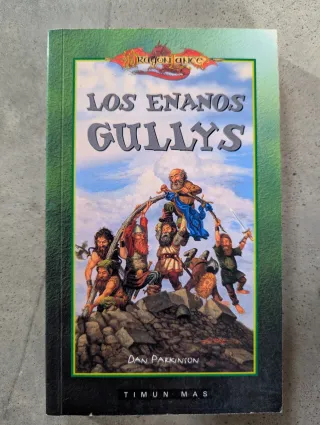 Dragonlance
LOS ENANOS
GULLYS
DAN PARKINSON
TIMUN MAS